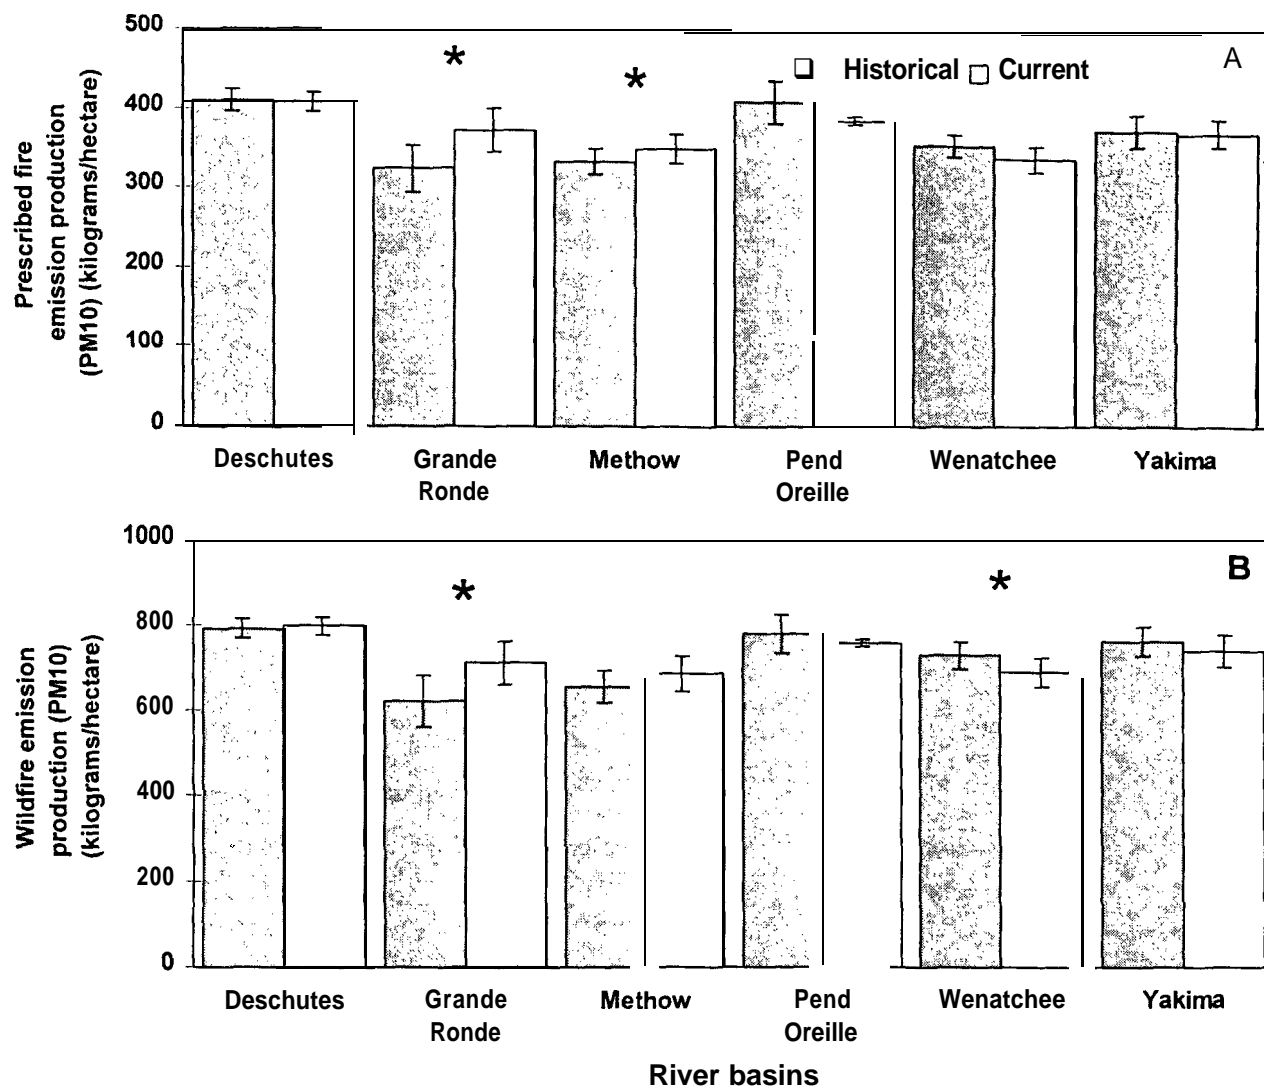 500
400
300
200
100
0
Prescribed fire
emission production
(PM10) (kilograms/hectare)
* *
Historical Current
A
Deschutes Grande Methow Pend Wenatchee Yakima
Ronde Oreille
1000
800
600
400
200
0
Wildfire emission
production (PM10)
(kilograms/hectare)
* *
B
Deschutes Grande Methow Pend Wenatchee Yakima
Ronde Oreille
River basins